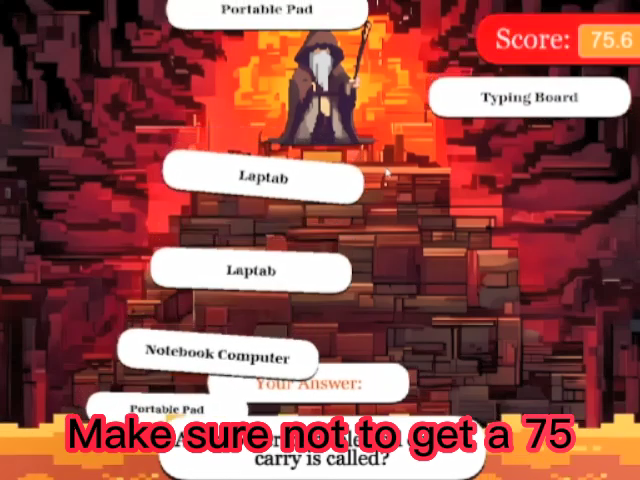 Portable Pad
Score: 75.6
Typing Board
Laptab
Laptab
Notebook Computer
Your Answer:
Portable Pad
Make sure not to get a 75
carry is called?